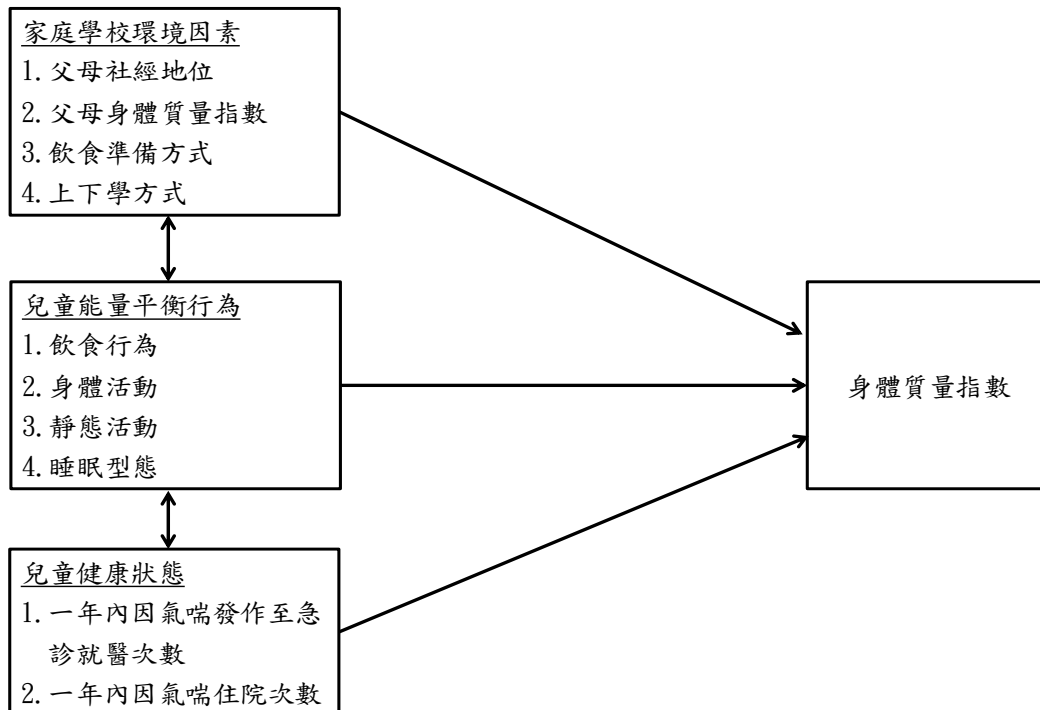 家庭學校環境因素
1.父母社經地位
2.父母身體質量指數
3.飲食準備方式
4.上下學方式
兒童能量平衡行為
1.飲食行為
2.身體活動
3.靜態活動
4.睡眠型態
身體質量指數
兒童健康狀態
1.一年內因氣喘發作至急
診就醫次數
2.一年內因氣喘住院次數